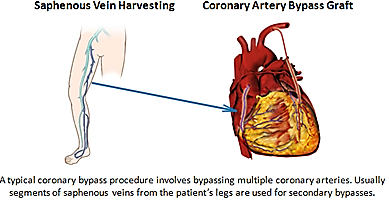 Saphenous Vein Harvesting Coronary Artery Bypass Graft
A typical coronary bypass procedure involves bypassing multiple coronary arteries. Usually
segments of saphenous veins from the patient's legs are used for secondary bypasses.